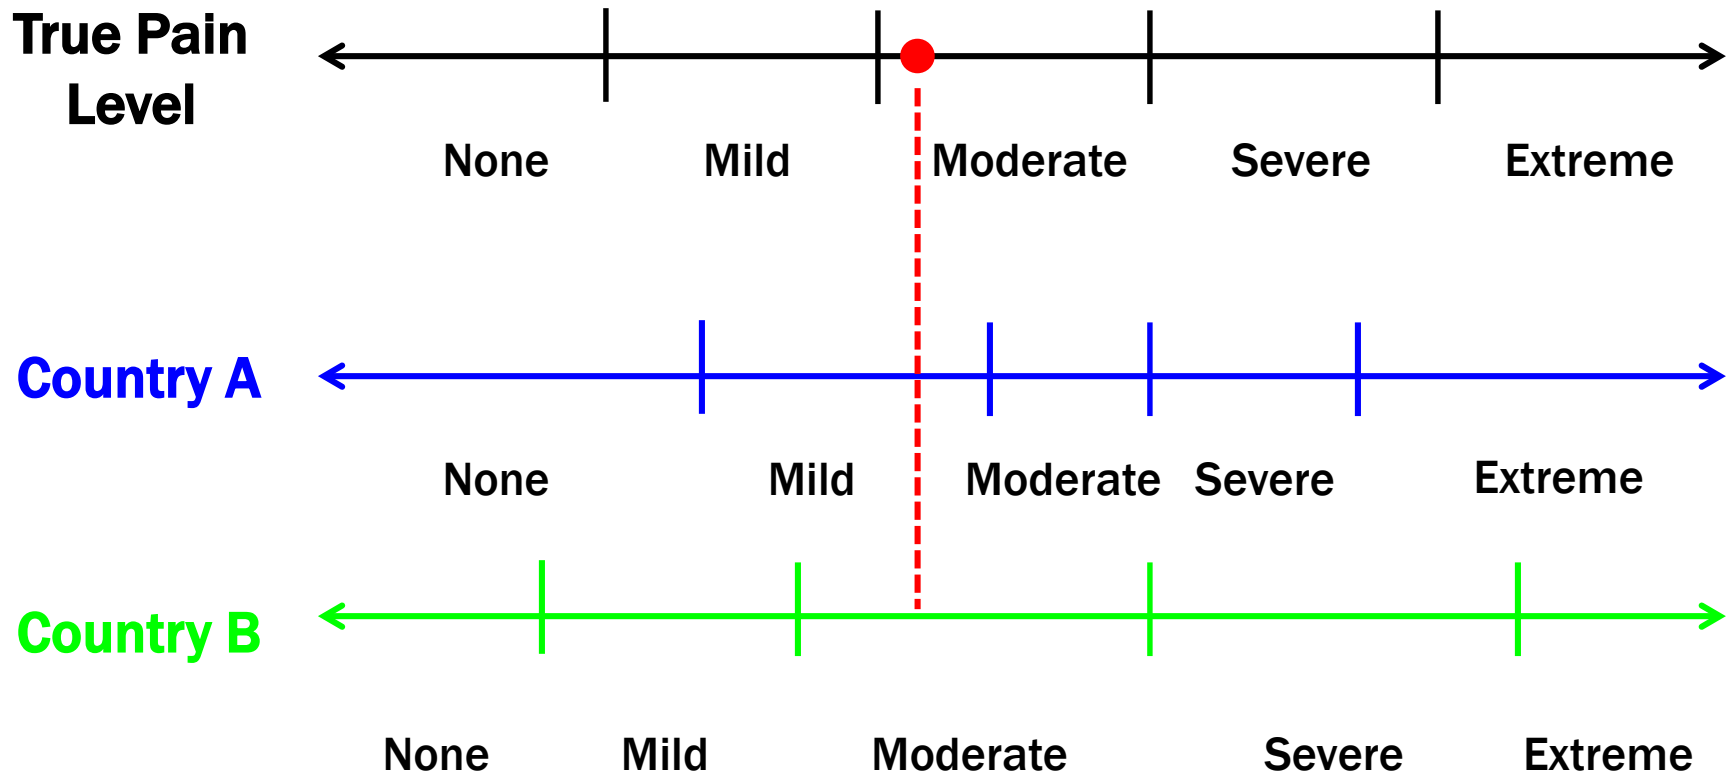 True Pain
Level
None Mild Moderate Severe Extreme
Country A
None Mild Moderate Severe Extreme
Country B
None Mild Moderate Severe Extreme